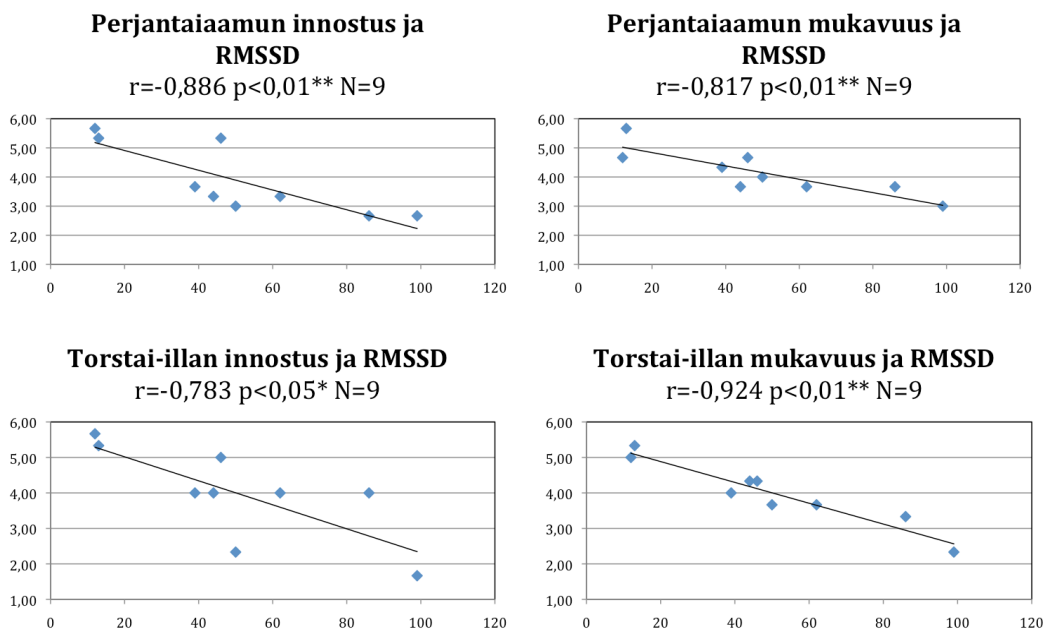 Perjantaiaamun innostus ja
RMSSD
r=-0,886 p<0,01** N=9
6,00
5,00
4,00
3,00
2,00
1,00
0 20 40 60 80 100 120
Perjantaiaamun mukavuus ja
RMSSD
r=-0,817 p<0,01** N=9
6,00
5,00
4,00
3,00
2,00
1,00
0 20 40 60 80 100 120
Torstai-illan innostus ja RMSSD
r=-0,783 p<0,05* N=9
6,00
5,00
4,00
3,00
2,00
1,00
0 20 40 60 80 100 120
Torstai-illan mukavuus ja RMSSD
r=-0,924 p<0,01** N=9
6,00
5,00
4,00
3,00
2,00
1,00
0 20 40 60 80 100 120